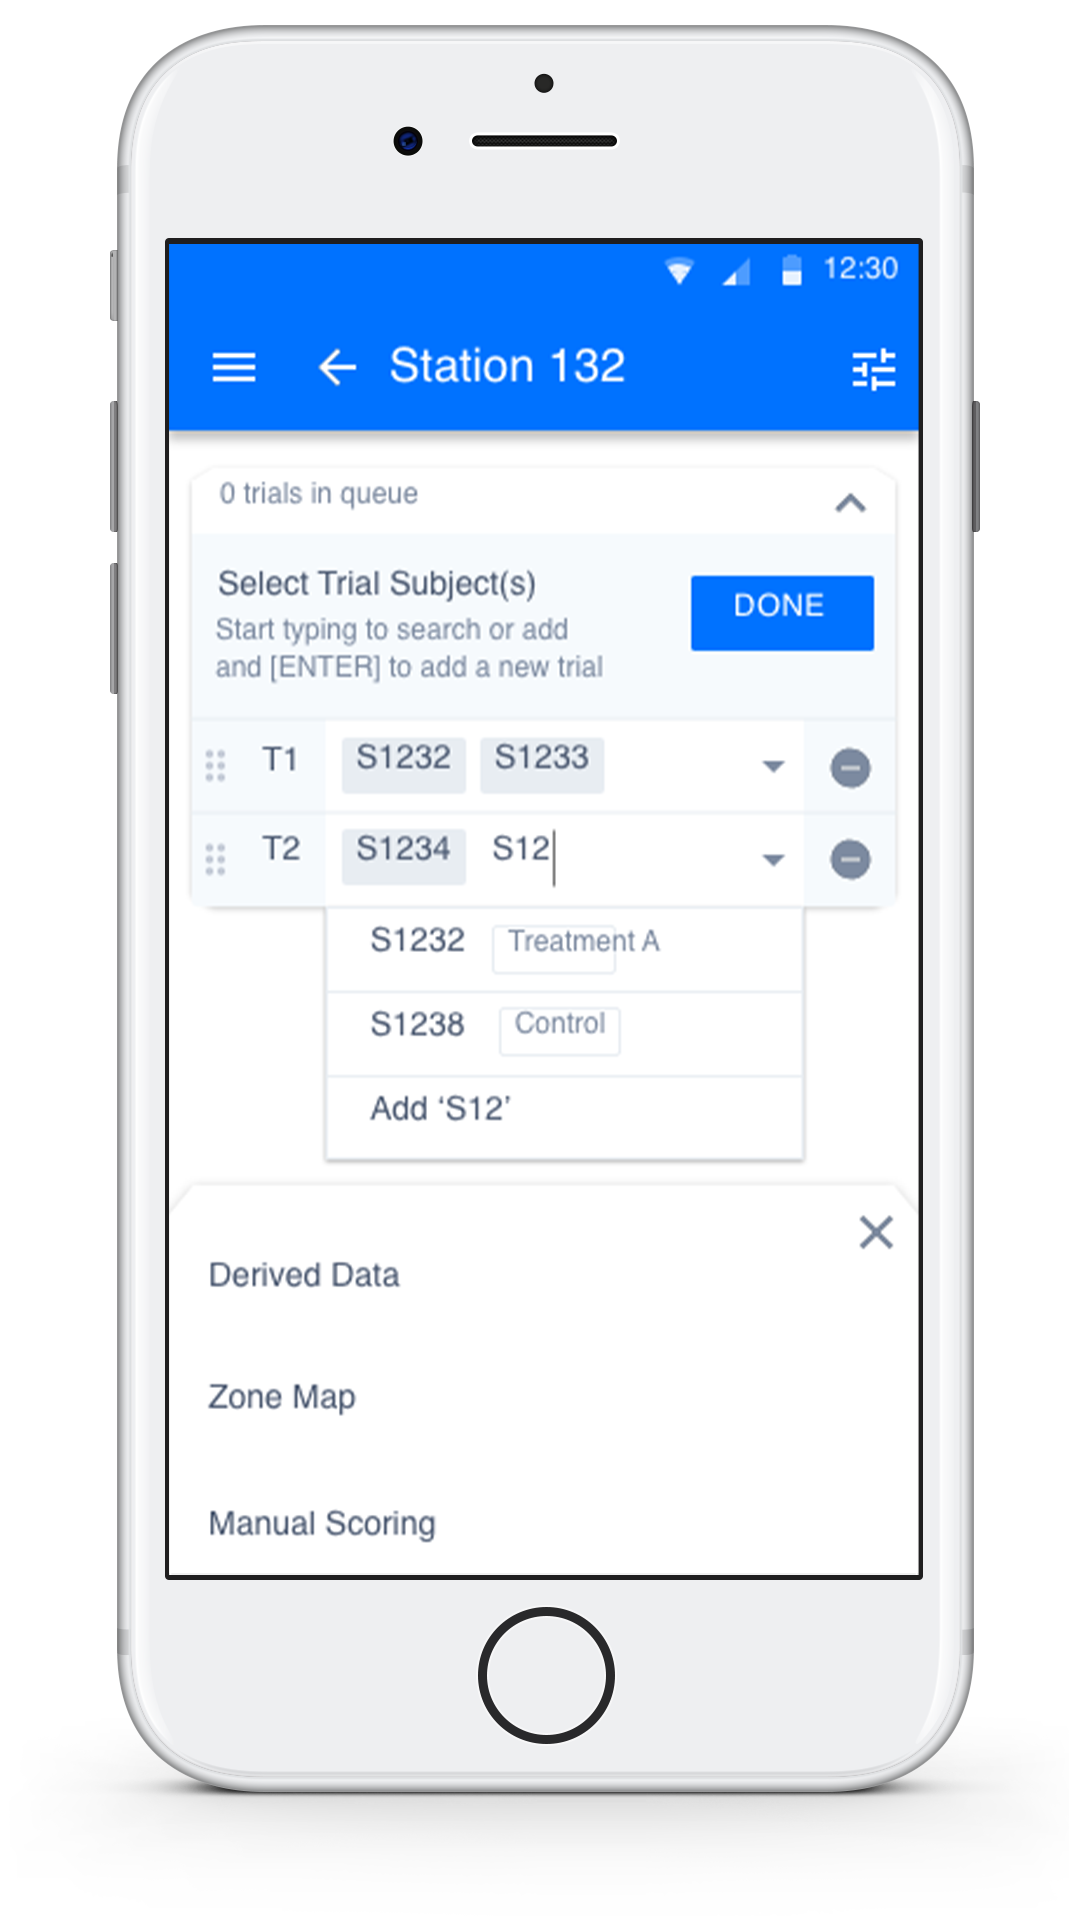 12:30
Station 132
0 trials in queue
Select Trial Subject(s)
DONE
Start typing to search or add
and [ENTER] to add a new trial
T1 S1232 S1233
T2 S1234 S12
S1232 Treatment A
S1238 Control
Add ‘S12’
Derived Data
Zone Map
Manual Scoring